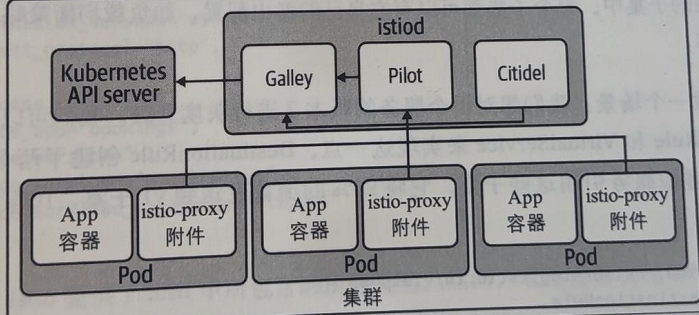 istiod
Kubernetes
API server
Galley
Pilot
Citidel
App
容器
istio-proxy
附件
Pod
App
容器
istio-proxy
附件
Pod
App
容器
istio-proxy
附件
Pod
集群